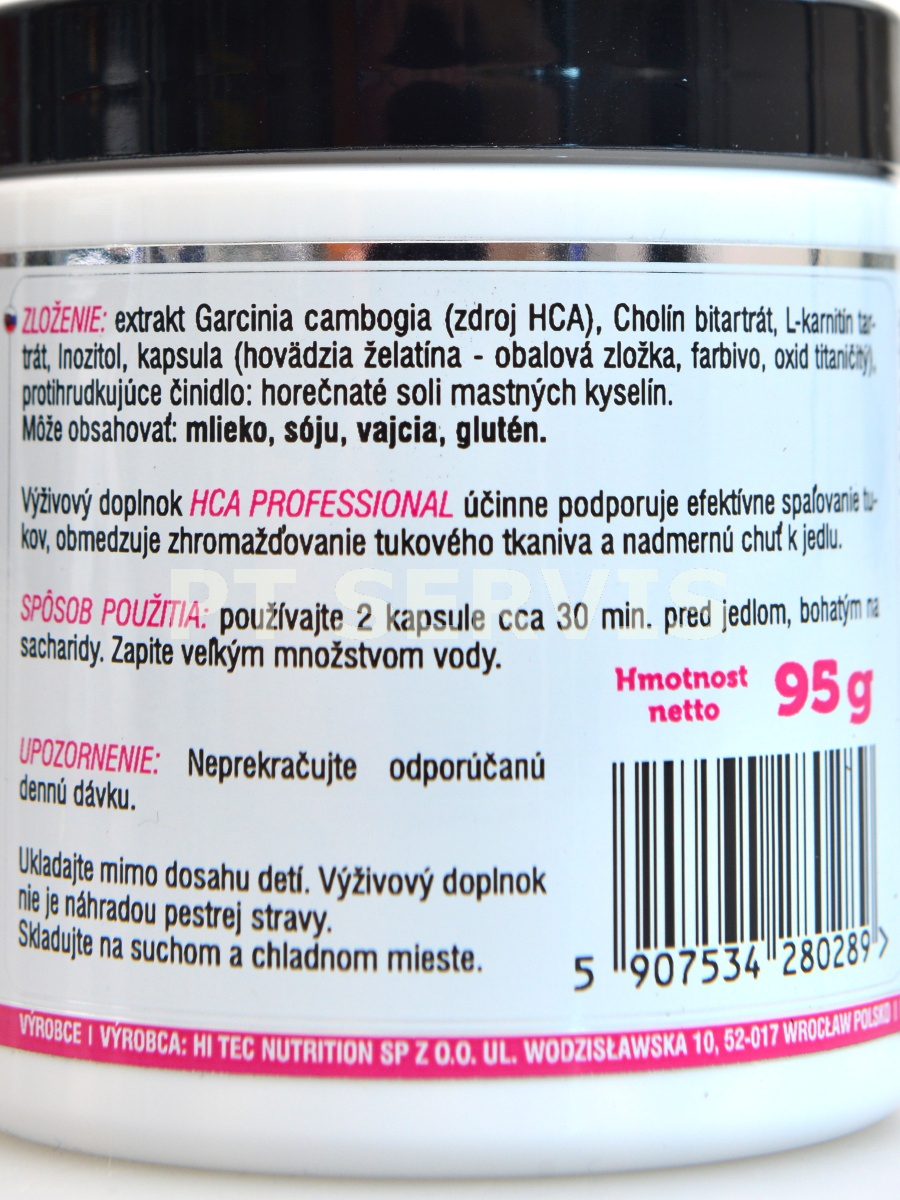 ZLOŽENIE: extrakt Garcinia cambogia (zdroj HCA), Cholín bitartrát, L-karnitín tar-
trát, Inozitol, kapsula (hovädzia želatína - obalová zložka, farbivo, oxid titaničitý),
protihrudkujúce činidlo: horečnaté soli mastných kyselín.
Môže obsahovať: mlieko, sóju, vajcia, glutén.
Výživový doplnok HCA PROFESSIONAL účinne podporuje efektívne spaľovanie tu-
kov, obmedzuje zhromažďovanie tukového tkaniva a nadmernú chuť k jedlu.
PT SERVIS
SPÔSOB POUŽITIA: používajte 2 kapsule cca 30 min. pred jedlom, bohatým na
sacharidy. Zapite veľkým množstvom vody.
Hmotnost
netto 95 g
UPOZORNENIE: Neprekračujte odporúčanú
dennú dávku.
Ukladajte mimo dosahu detí. Výživový doplnok
nie je náhradou pestrej stravy.
Skladujte na suchom a chladnom mieste.
5 907534 280289 >
VÝROBCE | VÝROBCA: HI TEC NUTRITION SP Z O.O. UL. WODZISŁAWSKA 10, 52-017 WROCŁAW POLSKO |